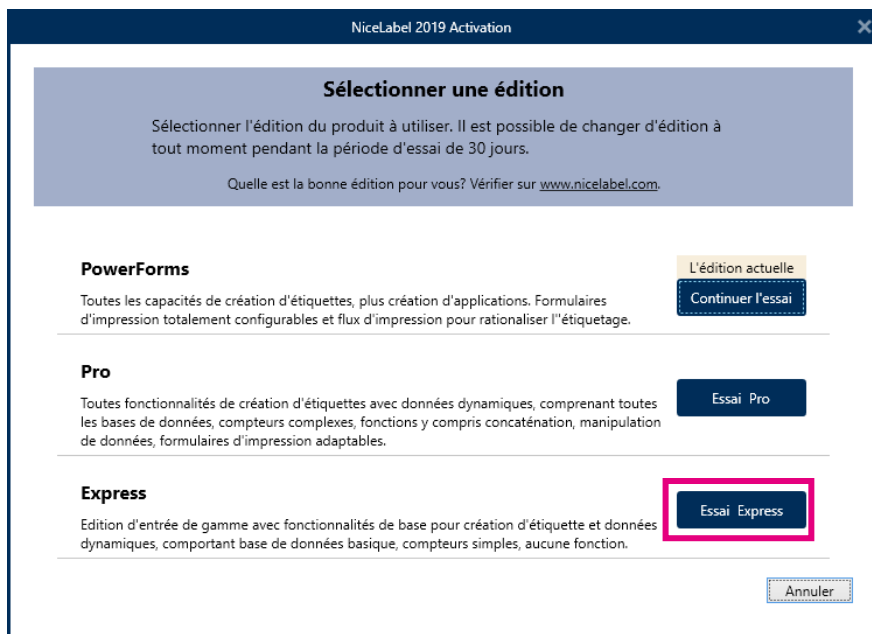 NiceLabel 2019 Activation
Sélectionner une édition
Sélectionner l'édition du produit à utiliser. Il est possible de changer d'édition à
tout moment pendant la période d'essai de 30 jours.
Quelle est la bonne édition pour vous? Vérifier sur www.nicelabel.com.
PowerForms
L'édition actuelle
Toutes les capacités de création d'étiquettes, plus création d'applications. Formulaires
d'impression totalement configurables et flux d'impression pour rationaliser l''étiquetage.
Continuer l'essai
Pro
Toutes fonctionnalités de création d'étiquettes avec données dynamiques, comprenant toutes
les bases de données, compteurs complexes, fonctions y compris concaténation, manipulation
de données, formulaires d'impression adaptables.
Essai Pro
Express
Edition d'entrée de gamme avec fonctionnalités de base pour création d'étiquette et données
dynamiques, comportant base de données basique, compteurs simples, aucune fonction.
Essai Express
Annuler